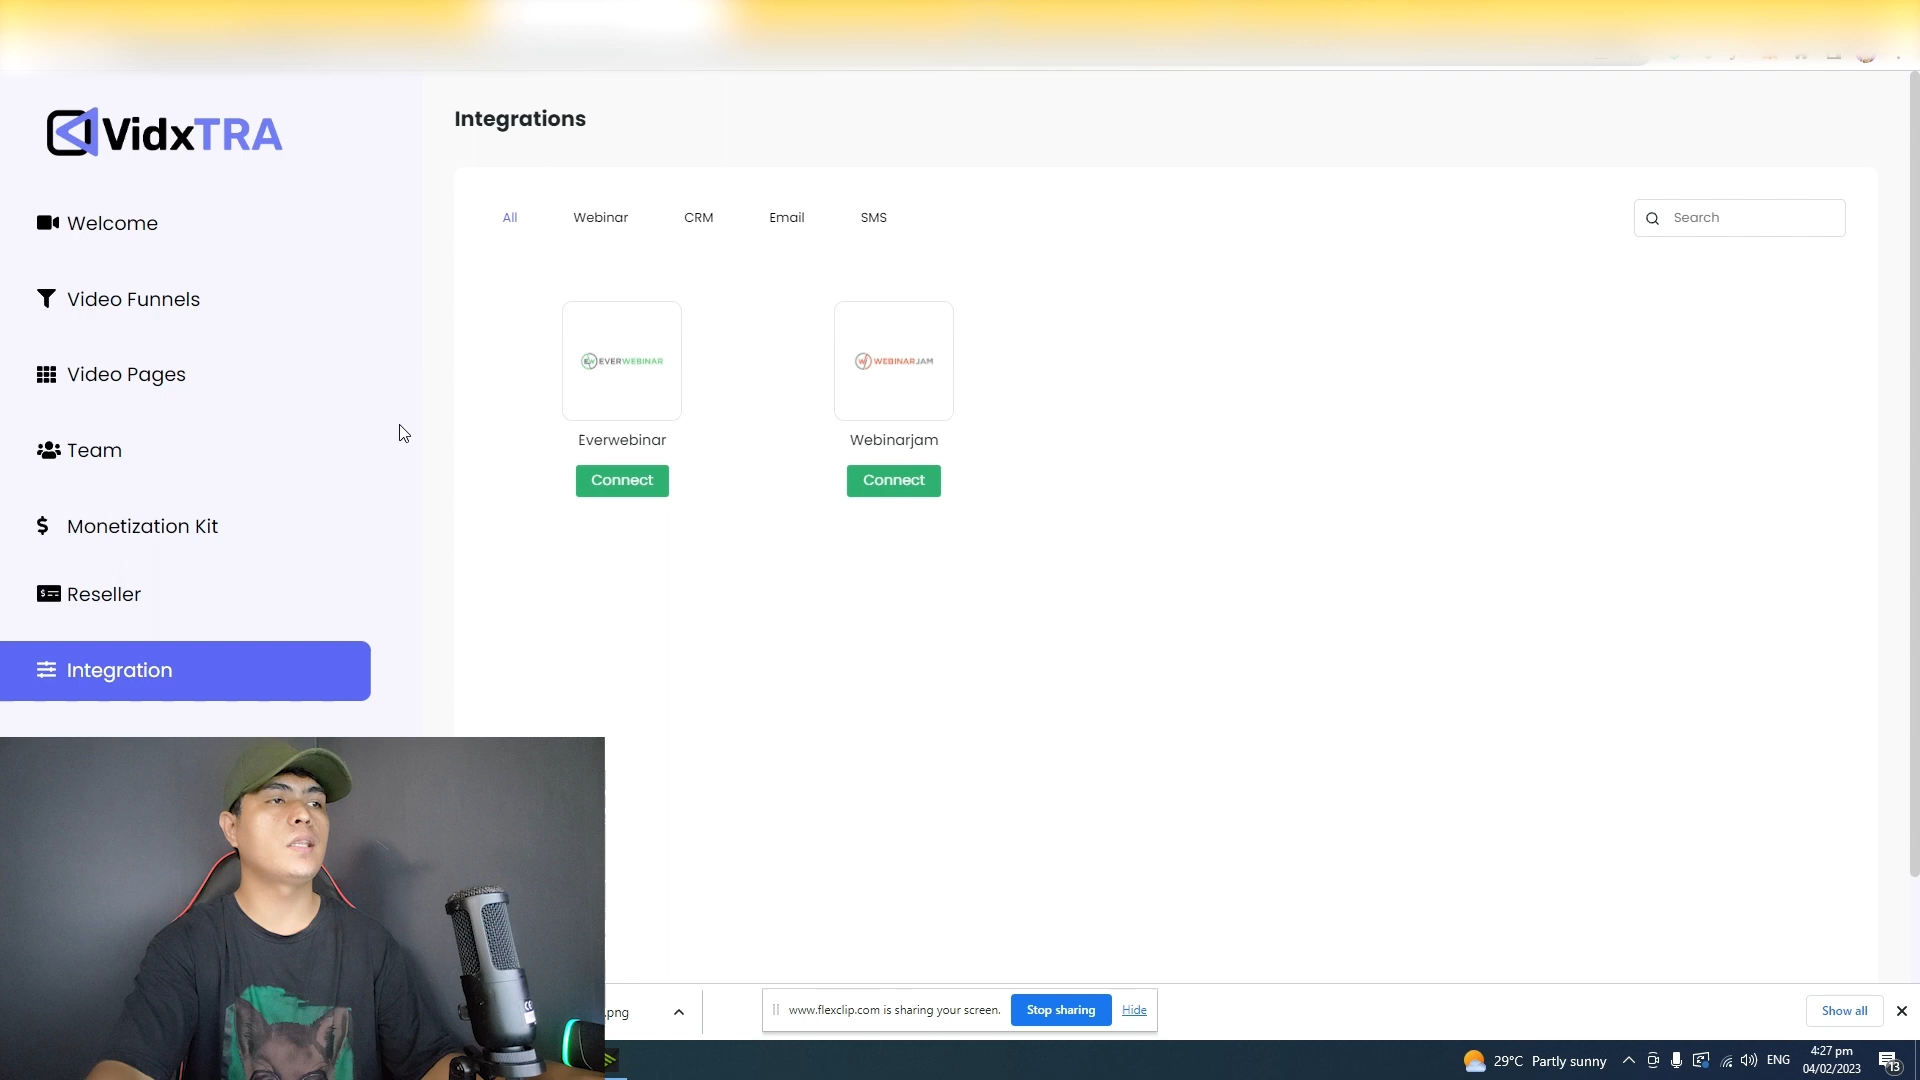 VidxTRA
Integrations
Welcome
Video Funnels
Video Pages
Team
Monetization Kit
$ Reseller
Integration
All Webinar CRM Email SMS
Search
EW EVERWEBINAR
W WEBINARJAM
Everwebinar Webinarjam
Connect Connect
.png
www.flexclip.com is sharing your screen. Stop sharing Hide
Show all
29°C Partly sunny
ENG
4:27 pm
04/02/2023
13
CE